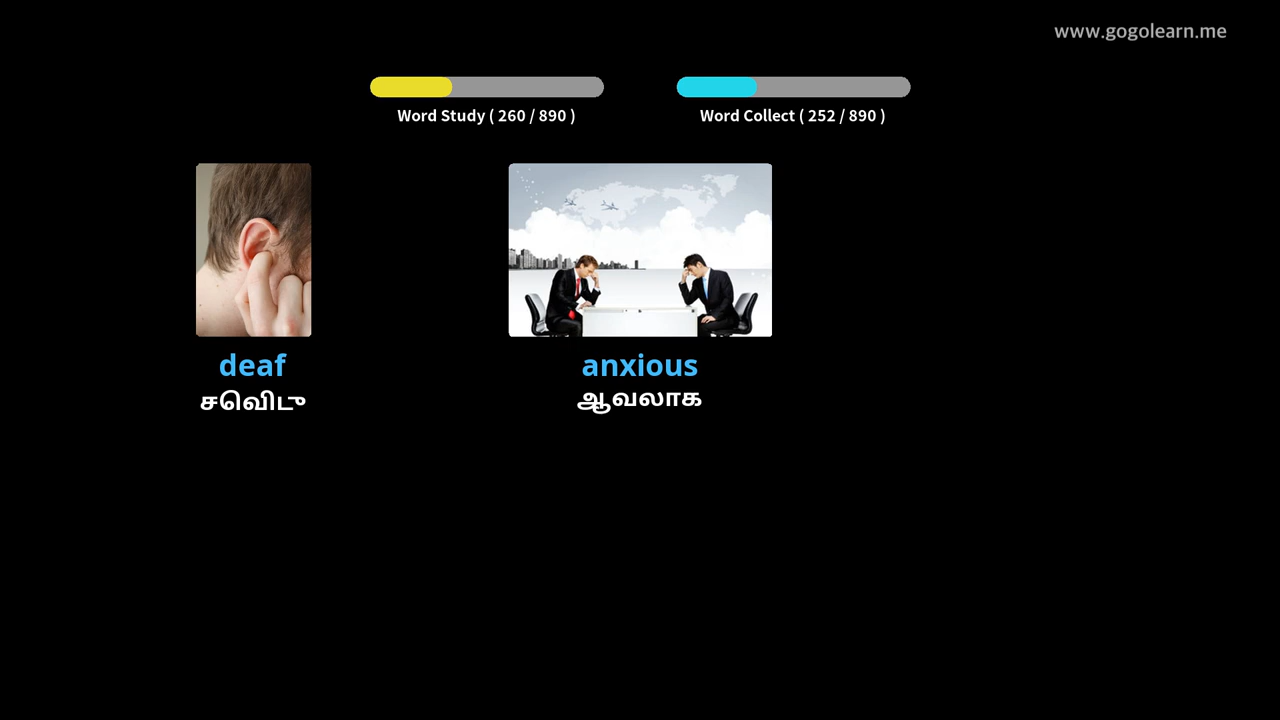 www.gogolearn.me
Word Study ( 260 / 890 )
Word Collect ( 252 / 890 )
deaf
anxious
செவிடு
ஆவலாக